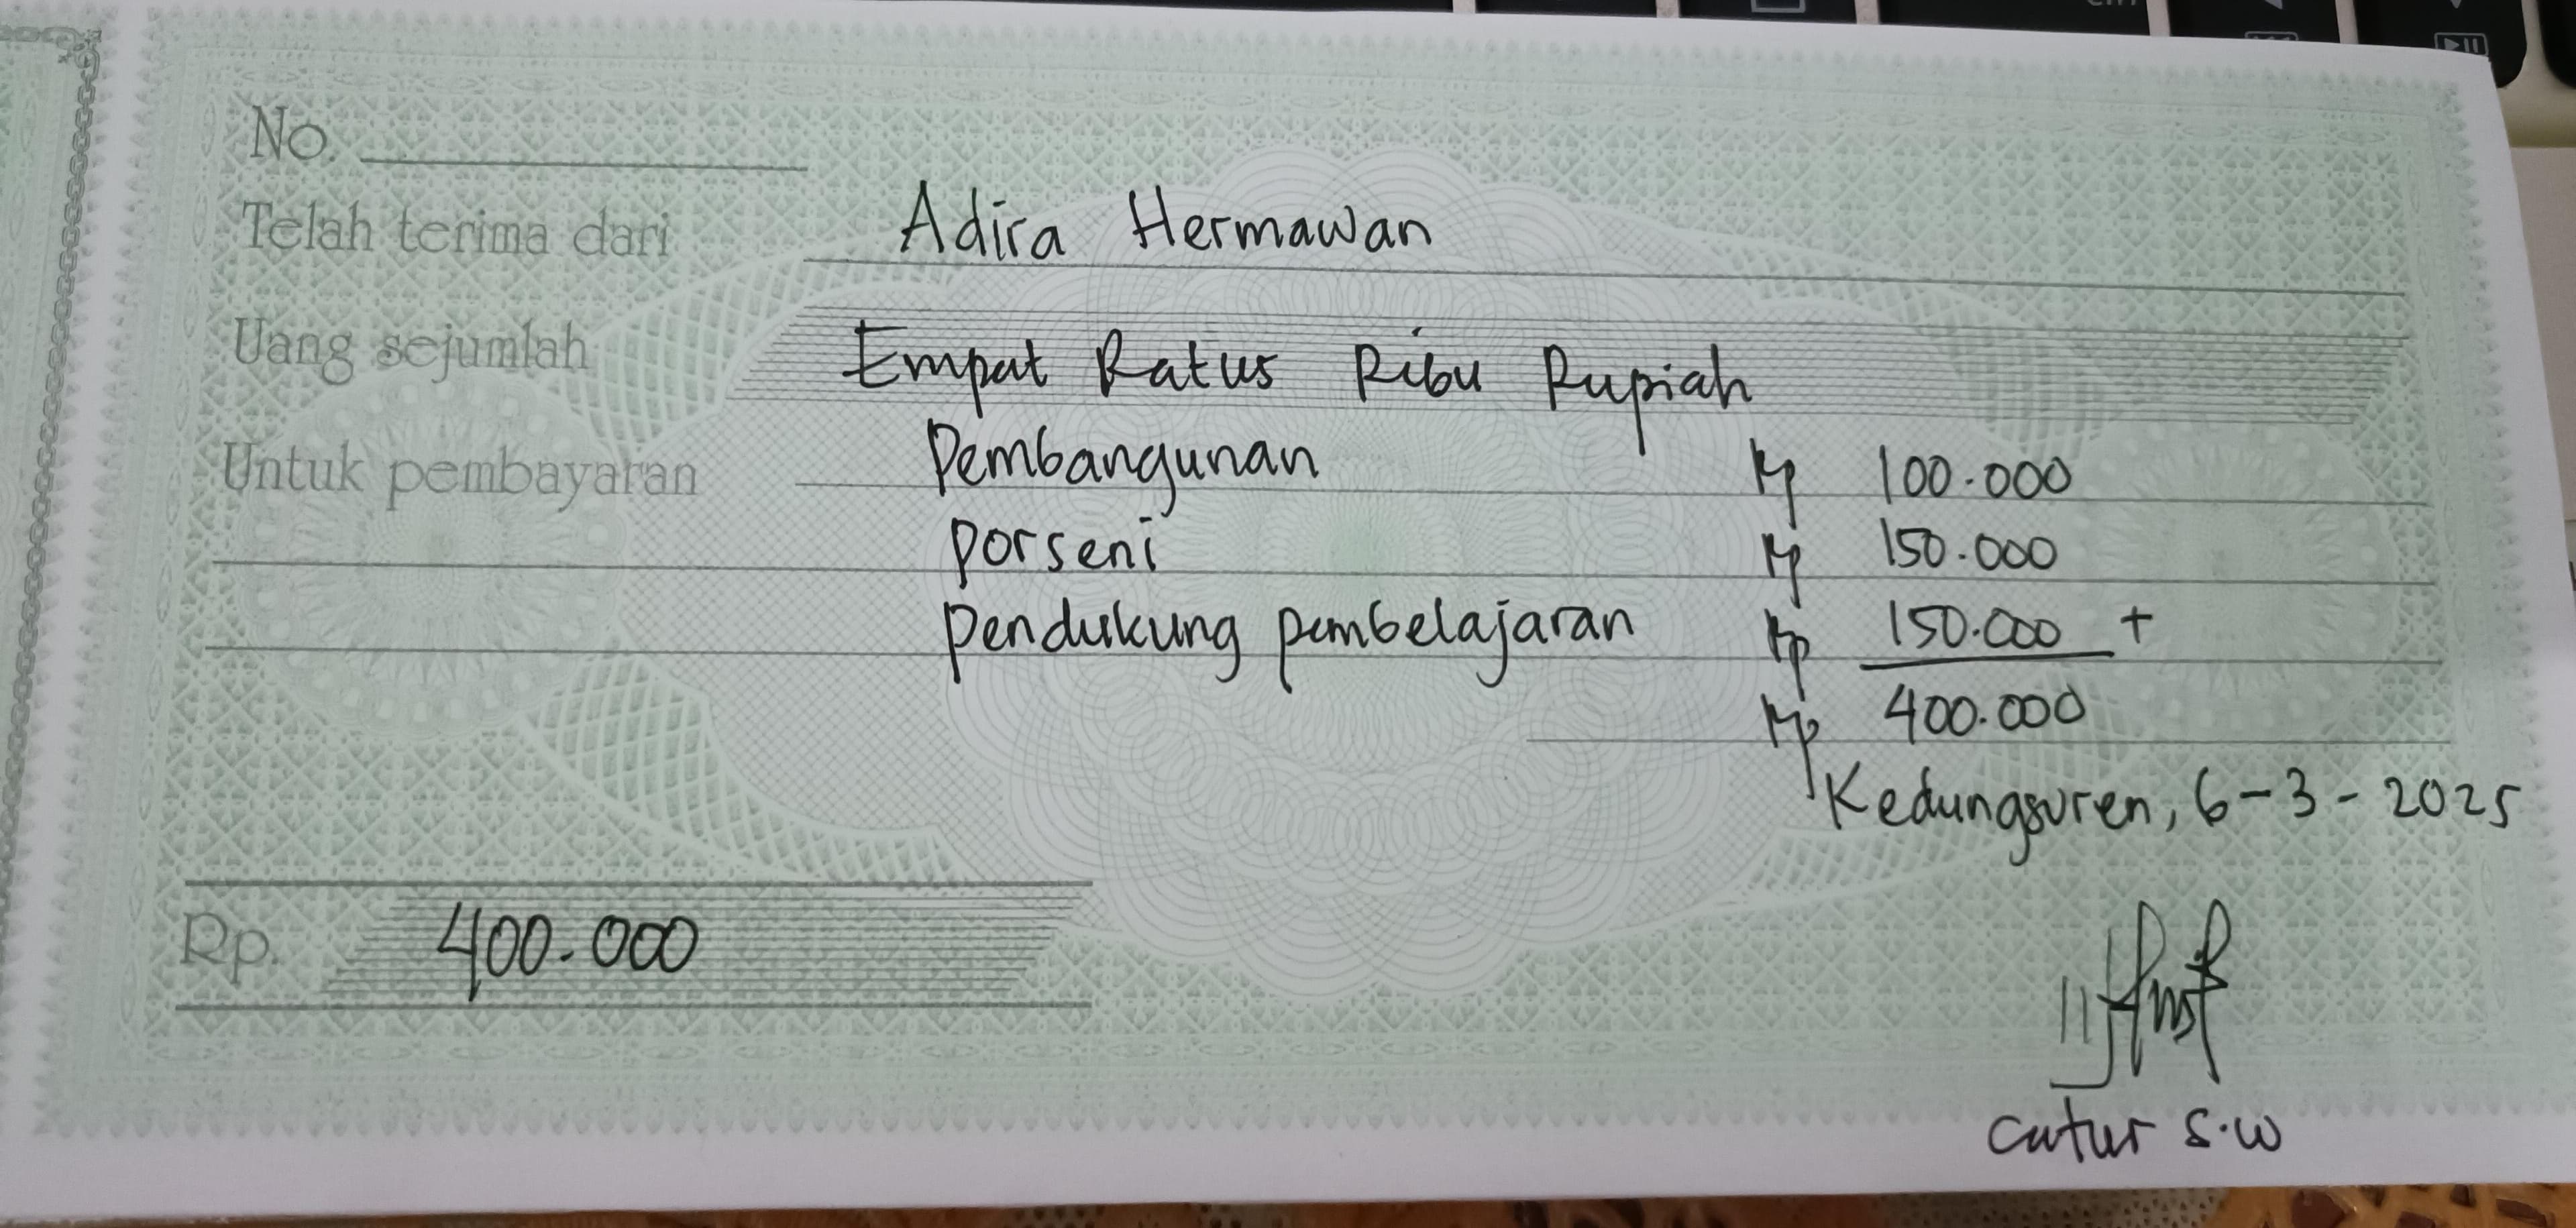 No.
Telah terima dari Adira Hermawan
Uang sejumlah Empat Ratus Ribu Rupiah
Untuk pembayaran Pembangunan Rp 100.000
porseni Rp 150.000
pendukung pembelajaran Rp 150.000 +
Rp 400.000
Kedungsuren, 6-3-2025
Rp. 400.000
catur S.W